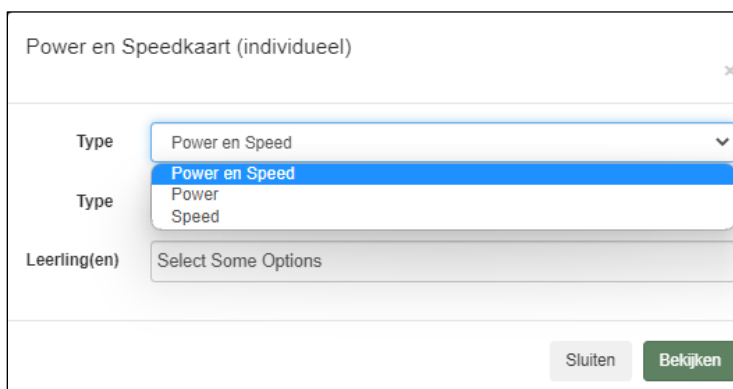 Power en Speedkaart (individueel)
×
Type
Power en Speed
Power en Speed
Power
Speed
Type
Leerling(en)
Select Some Options
Sluiten
Bekijken